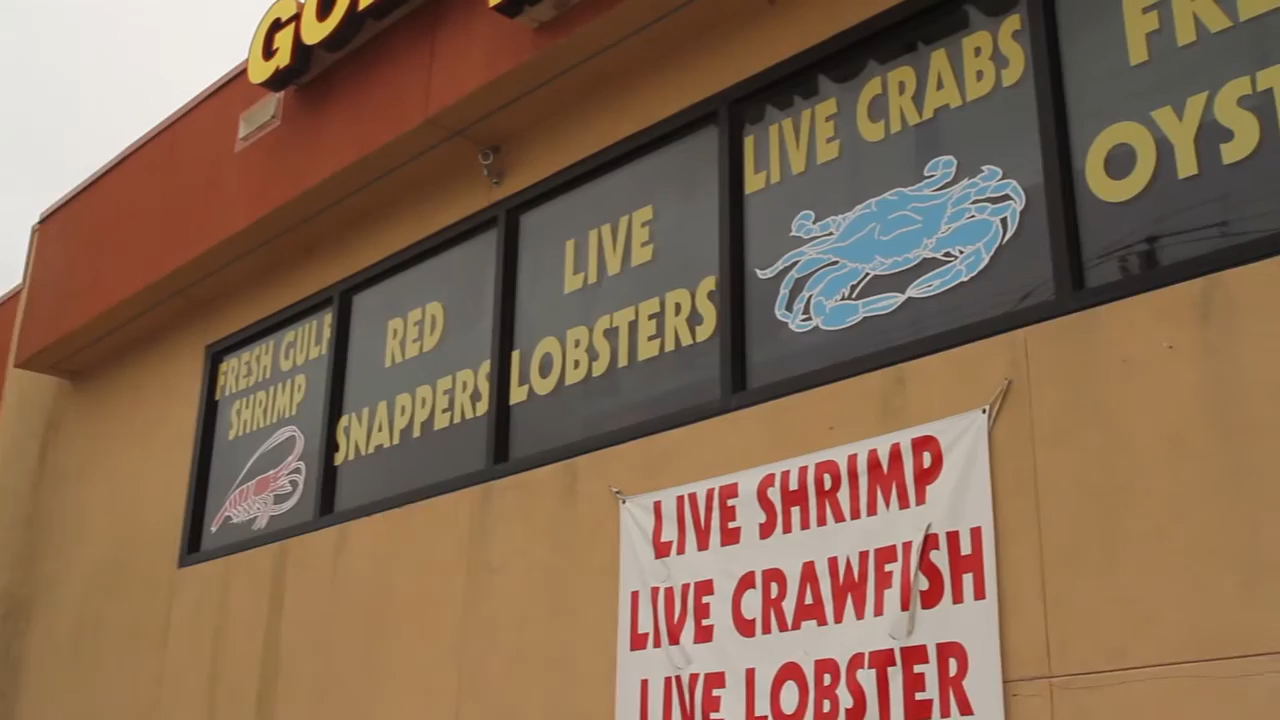 FRESH GULF
SHRIMP
RED
SNAPPERS
LIVE
LOBSTERS
LIVE CRABS
LIVE SHRIMP
LIVE CRAWFISH
LIVE LOBSTER